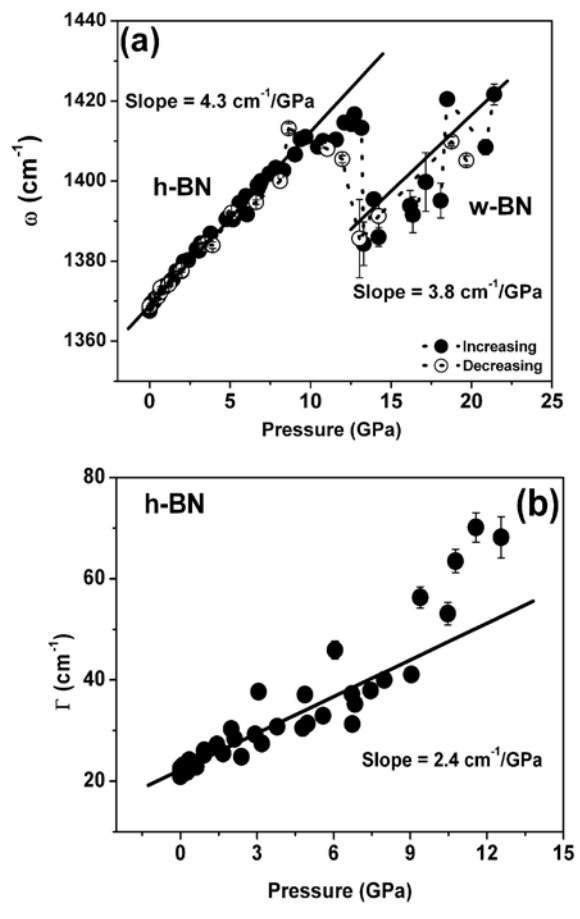 (a)
1440
1420
1400
1380
1360
1340
ω (cm⁻¹)
Slope = 4.3 cm⁻¹/GPa
h-BN
w-BN
Slope = 3.8 cm⁻¹/GPa
Increasing
Decreasing
0 5 10 15 20 25
Pressure (GPa)
h-BN
(b)
80
60
40
20
Γ (cm⁻¹)
Slope = 2.4 cm⁻¹/GPa
0 3 6 9 12 15
Pressure (GPa)